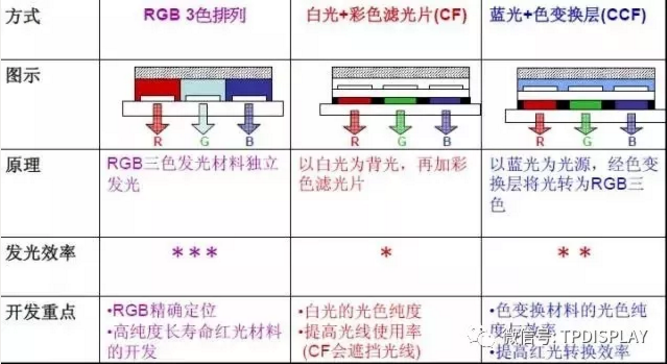 方式
RGB 3色排列
白光+彩色滤光片(CF)
蓝光+色变换层(CCF)
图示
R G B
R G B
R G B
原理
RGB三色发光材料独立
发光
以白光为背光，再加彩
色滤光片
以蓝光为光源，经色变
换层将光转为RGB三
色
发光效率
***
*
**
开发重点
•RGB精确定位
•高纯度长寿命红光材料
的开发
•白光的光色纯度
•提高光线使用率
(CF会遮挡光线)
•色变换材料的光色纯
度与效率
•提高红光转换效率
微信号: TPDISPLAY